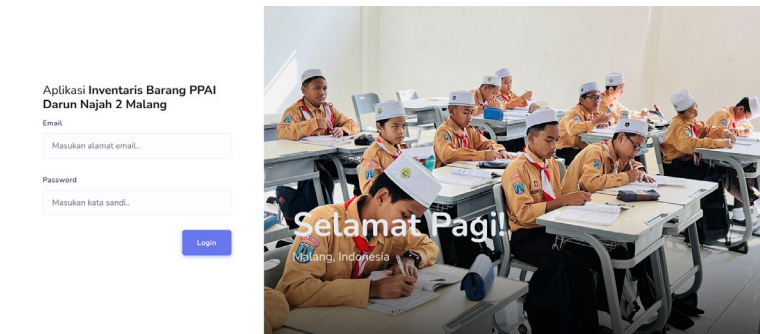 Aplikasi Inventaris Barang PPAI
Darun Najah 2 Malang
Email
Masukan alamat email..
Password
Masukan kata sandi..
Login
Selamat Pagi!
Malang, Indonesia